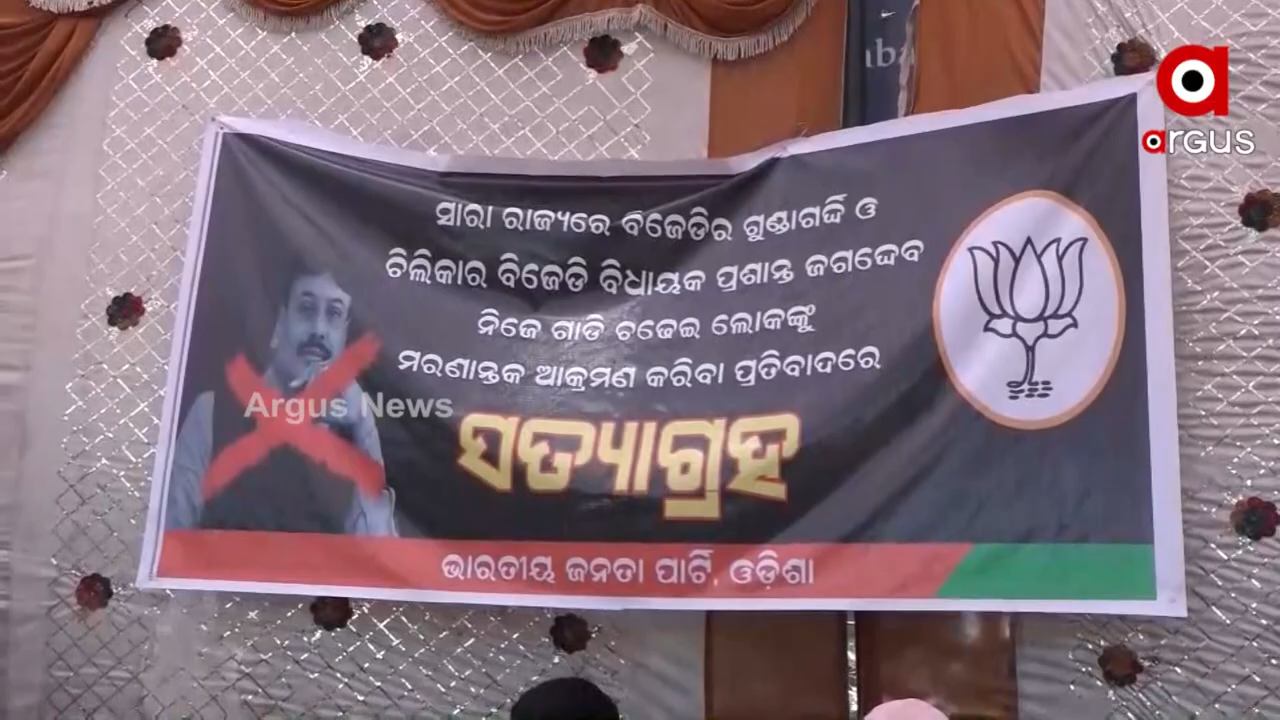 ସାରା ରାଜ୍ୟରେ ବିଜେଡିର ଗୁଣ୍ଡାଗର୍ଦ୍ଦି ଓ
ଚିଲିକାର ବିଜେଡି ବିଧାୟକ ପ୍ରଶାନ୍ତ ଜଗଦ୍ଦେବ
ନିଜେ ଗାଡି ଚଢେଇ ଲୋକଙ୍କୁ
ମରଣାନ୍ତକ ଆକ୍ରମଣ କରିବା ପ୍ରତିବାଦରେ
ସତ୍ୟାଗ୍ରହ
ଭାରତୀୟ ଜନତା ପାର୍ଟି, ଓଡ଼ିଶା
Argus News
a
argus